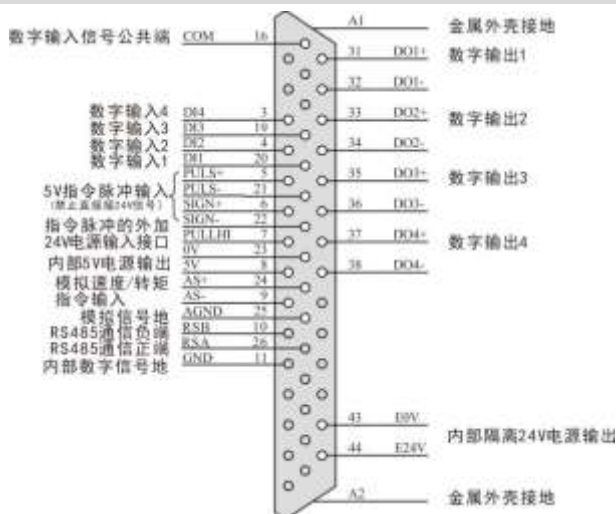 A1 金属外壳接地
数字输入信号公共端 COM 16
31 DO1+ 数字输出1
32 DO1-
数字输入4 DI4 3
33 DO2+ 数字输出2
数字输入3 DI3 19
数字输入2 DI2 4
34 DO2-
数字输入1 DI1 20
PULS+ 5
35 DO3+ 数字输出3
5V指令脉冲输入 PULS- 21
(禁止直接接24V信号) SIGN+ 6
36 DO3-
SIGN- 22
指令脉冲的外加
24V电源输入接口 PULLHI 7
37 DO4+ 数字输出4
0V 23
内部5V电源输出 5V 8
38 DO4-
模拟速度/转矩 AS+ 24
指令输入 AS- 9
模拟信号地 AGND 25
RS485通信负端 RSB 10
RS485通信正端 RSA 26
内部数字信号地 GND 11
43 E0V
内部隔离24V电源输出
44 E24V
A2 金属外壳接地